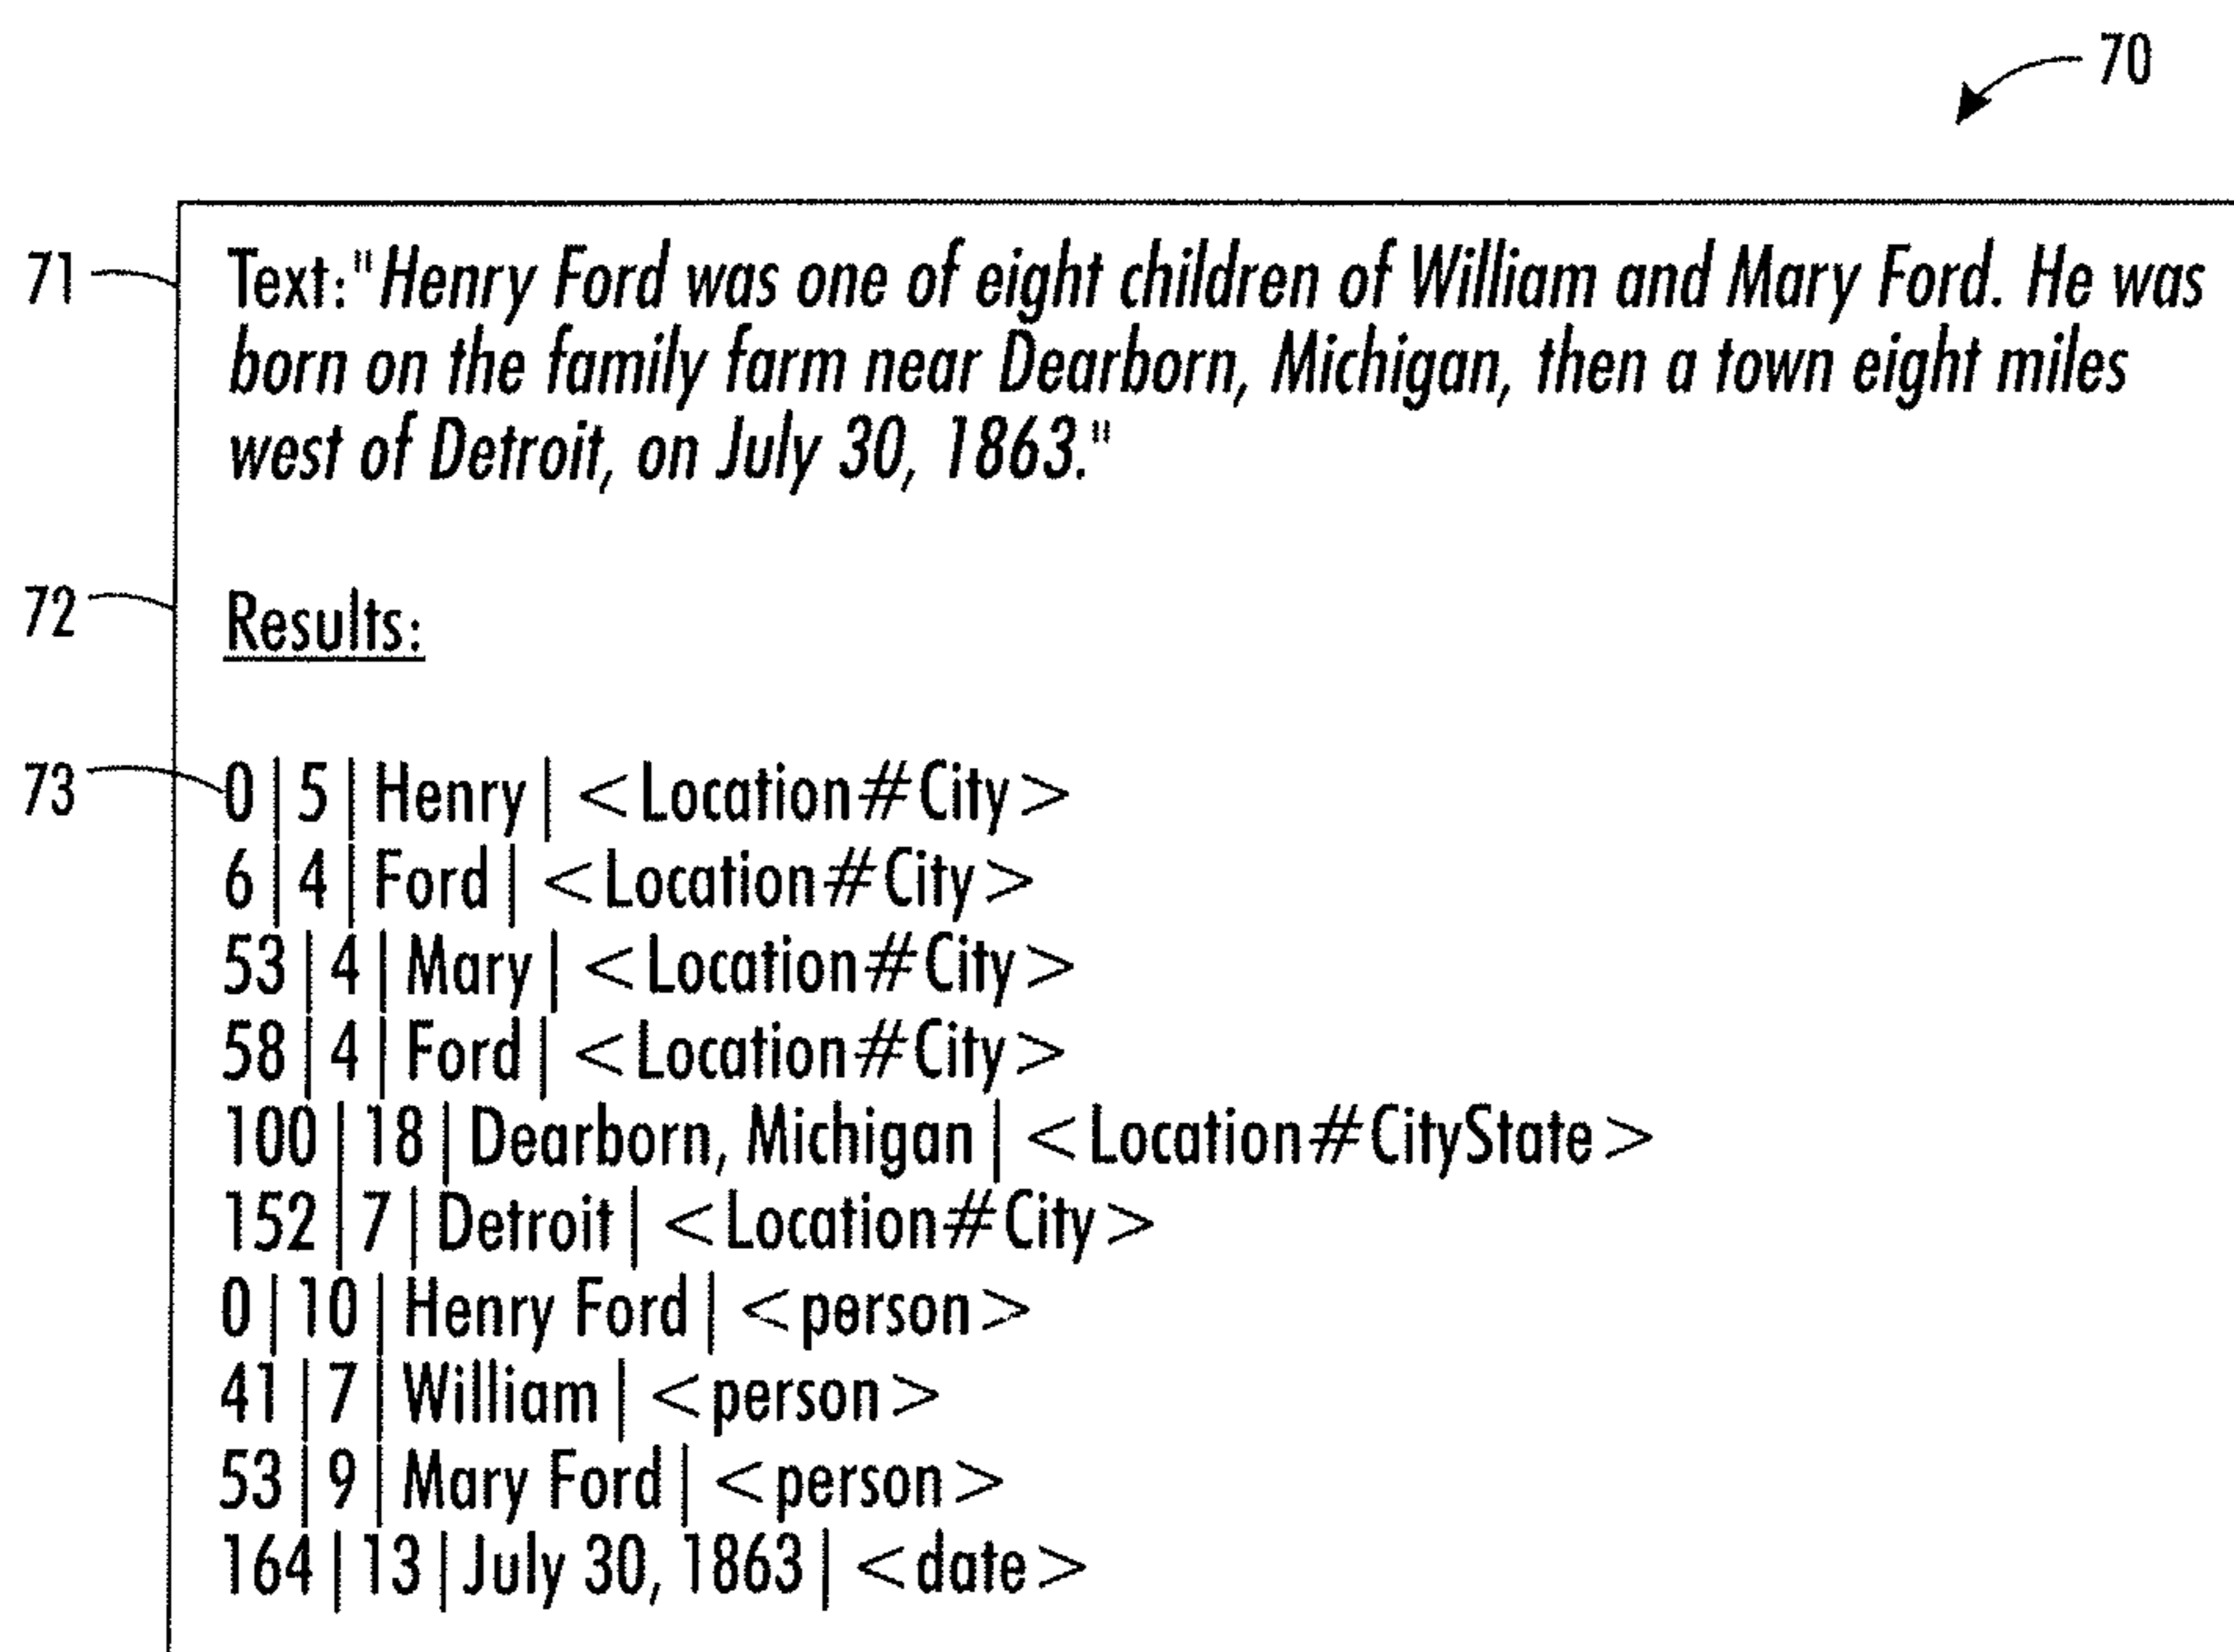 70
71
Text:"Henry Ford was one of eight children of William and Mary Ford. He was
born on the family farm near Dearborn, Michigan, then a town eight miles
west of Detroit, on July 30, 1863."
72
Results:
73
0|5|Henry|<Location#City>
6|4|Ford|<Location#City>
53|4|Mary|<Location#City>
58|4|Ford|<Location#City>
100|18|Dearborn, Michigan|<Location#CityState>
152|7|Detroit|<Location#City>
0|10|Henry Ford|<person>
41|7|William|<person>
53|9|Mary Ford|<person>
164|13|July 30, 1863|<date>